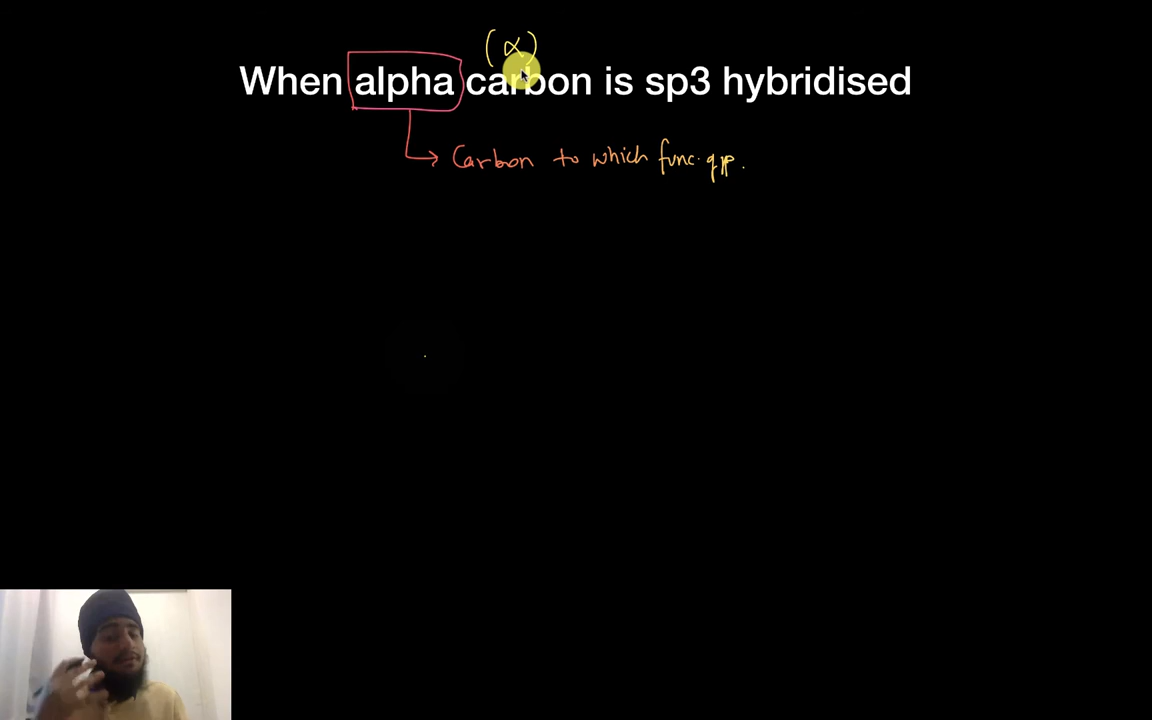 (α)
When alpha carbon is sp3 hybridised
Carbon to which func. grp.